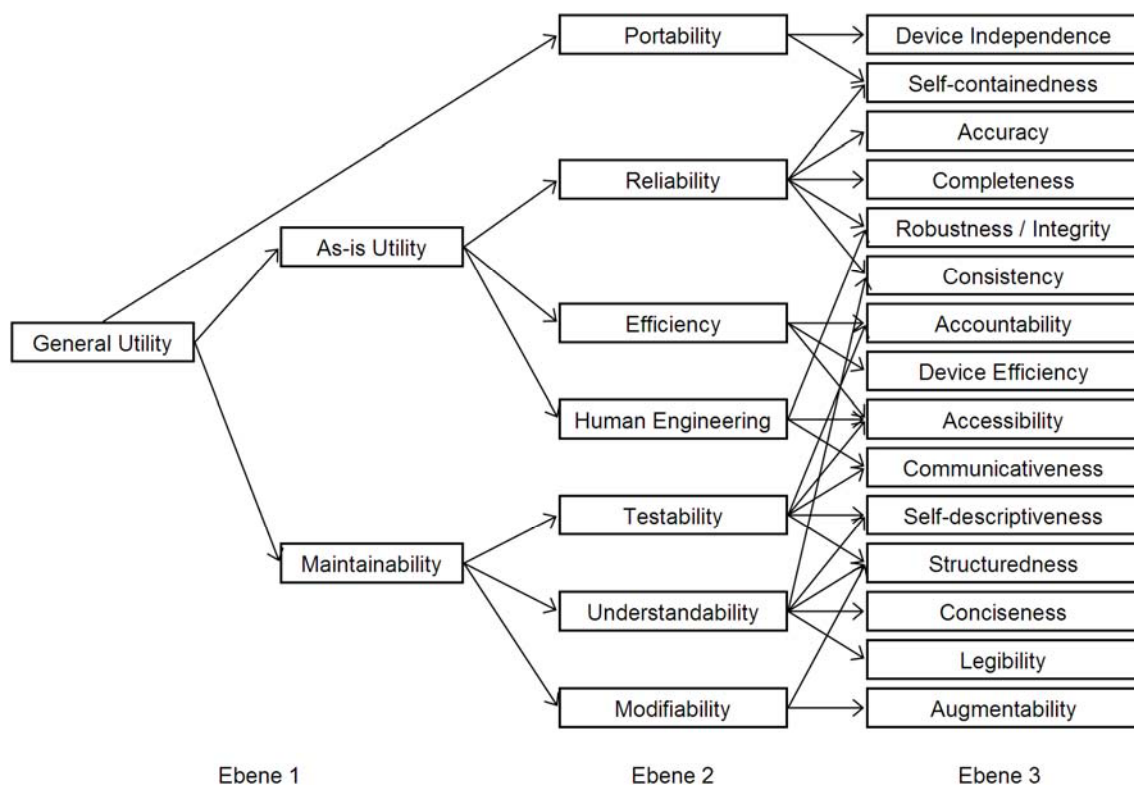 Portability
Device Independence
Self-containedness
Accuracy
Reliability
Completeness
Robustness / Integrity
As-is Utility
Consistency
Efficiency
Accountability
General Utility
Device Efficiency
Human Engineering
Accessibility
Communicativeness
Testability
Self-descriptiveness
Maintainability
Structuredness
Understandability
Conciseness
Legibility
Modifiability
Augmentability
Ebene 1
Ebene 2
Ebene 3